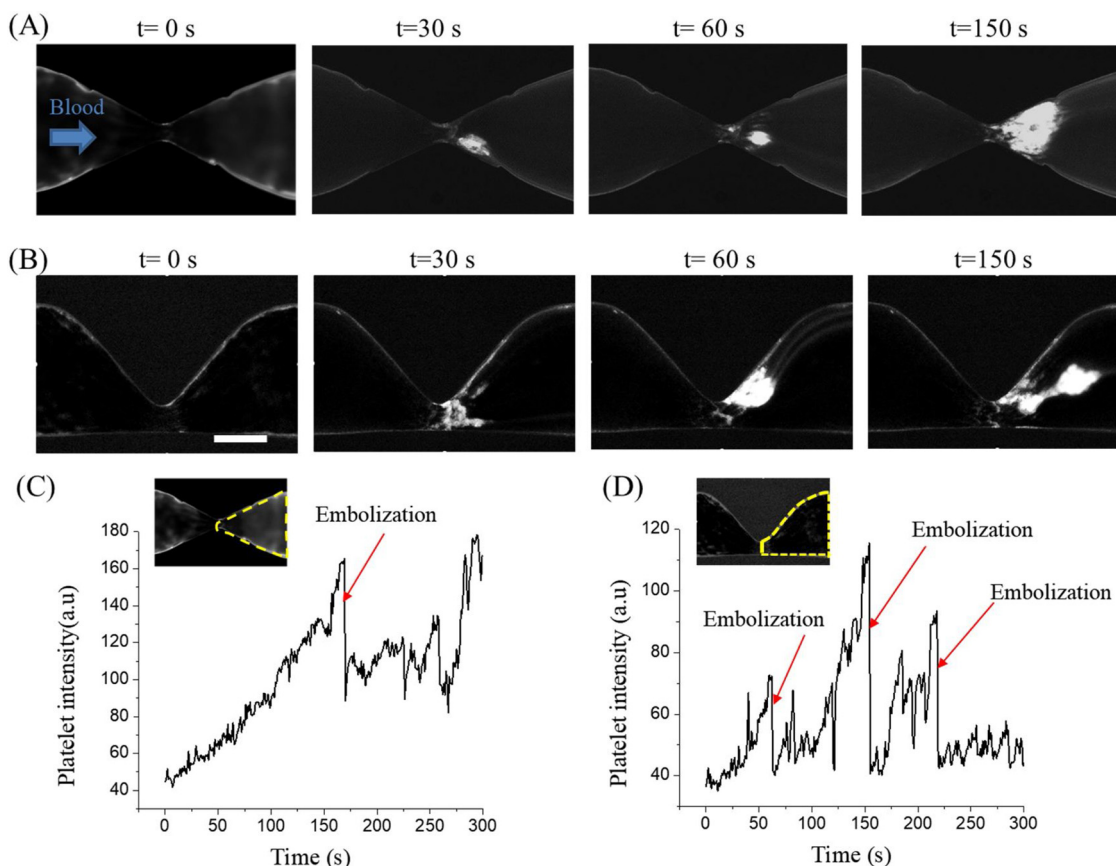 (A)
t= 0 s
t=30 s
t= 60 s
t=150 s
Blood
(B)
t= 0 s
t=30 s
t= 60 s
t=150 s
(C)
Embolization
180
160
140
120
100
80
60
40
Platelet intensity(a.u)
0
50
100
150
200
250
300
Time (s)
(D)
Embolization
Embolization
Embolization
120
100
80
60
40
Platelet intensity (a.u)
0
50
100
150
200
250
300
Time (s)